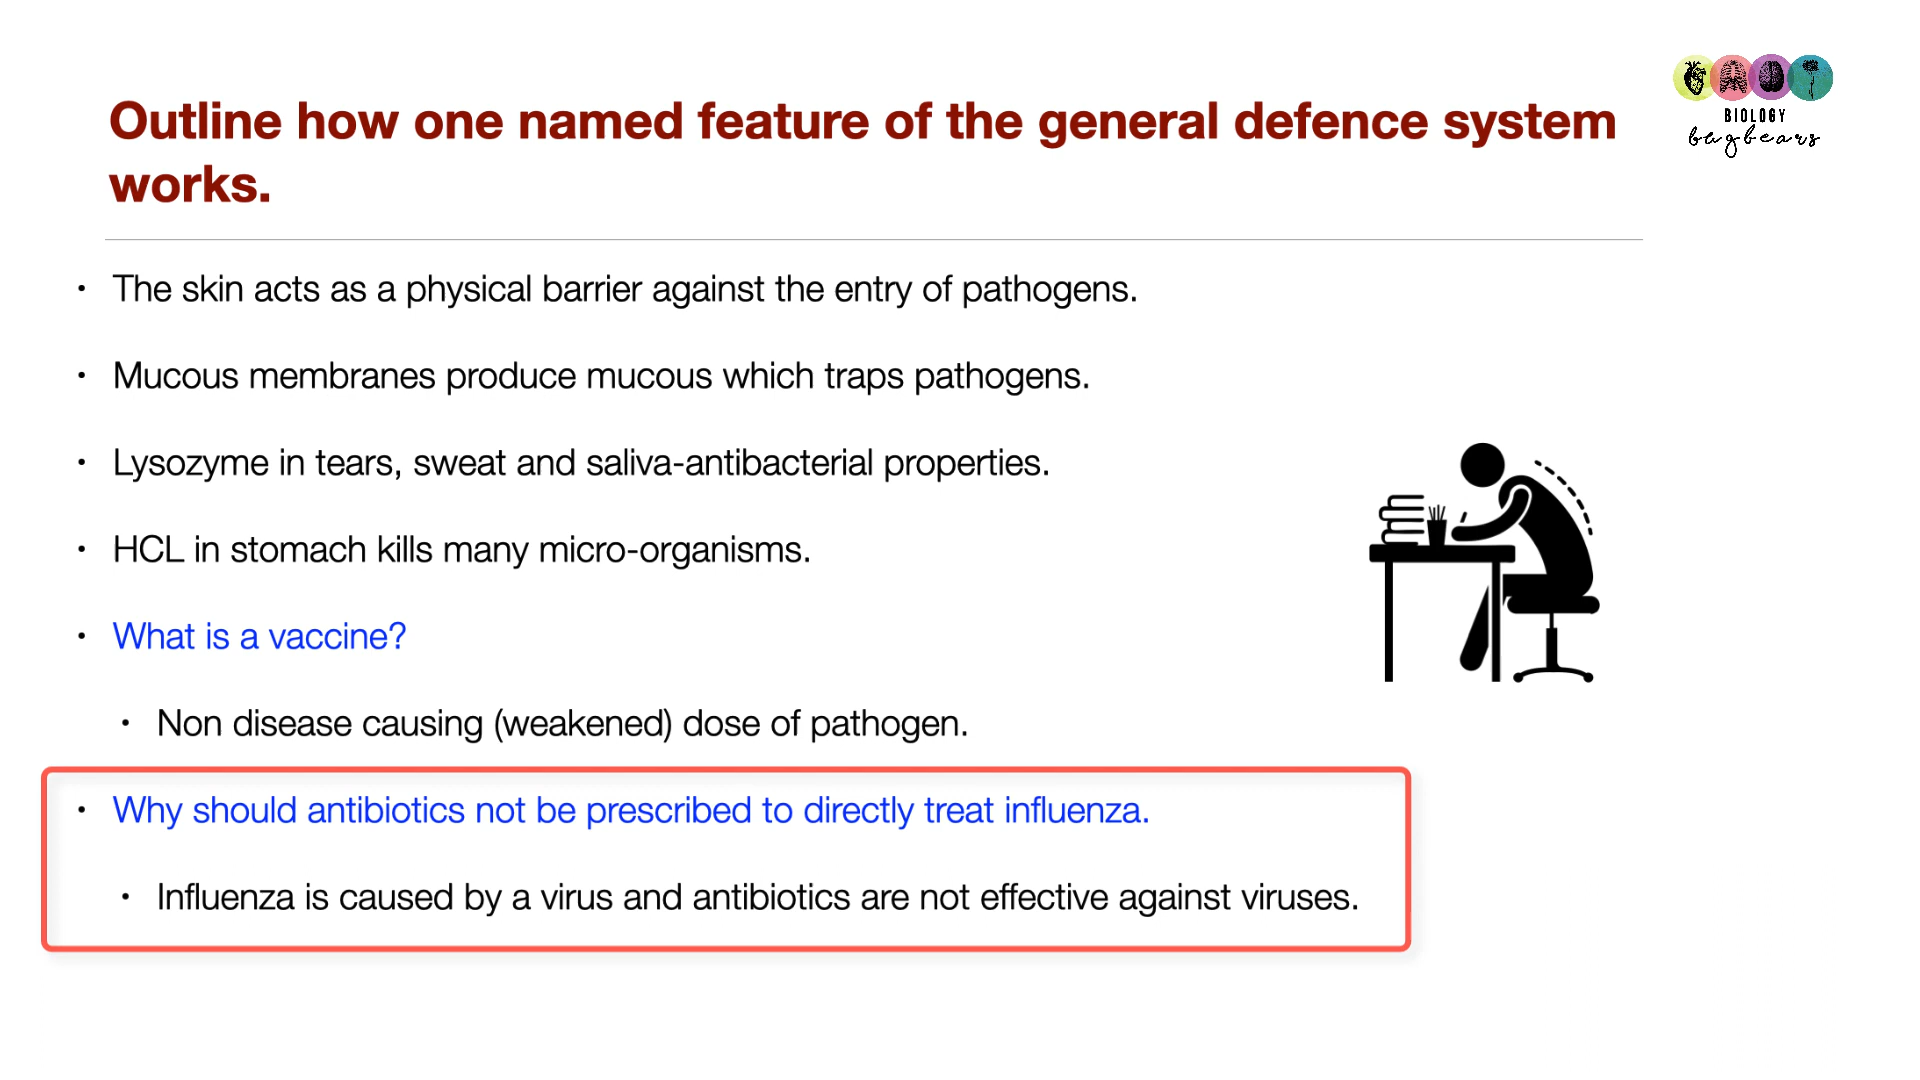 Outline how one named feature of the general defence system
works.
BIOLOGY
bugbears
• The skin acts as a physical barrier against the entry of pathogens.
• Mucous membranes produce mucous which traps pathogens.
• Lysozyme in tears, sweat and saliva-antibacterial properties.
• HCL in stomach kills many micro-organisms.
• What is a vaccine?
• Non disease causing (weakened) dose of pathogen.
• Why should antibiotics not be prescribed to directly treat influenza.
• Influenza is caused by a virus and antibiotics are not effective against viruses.